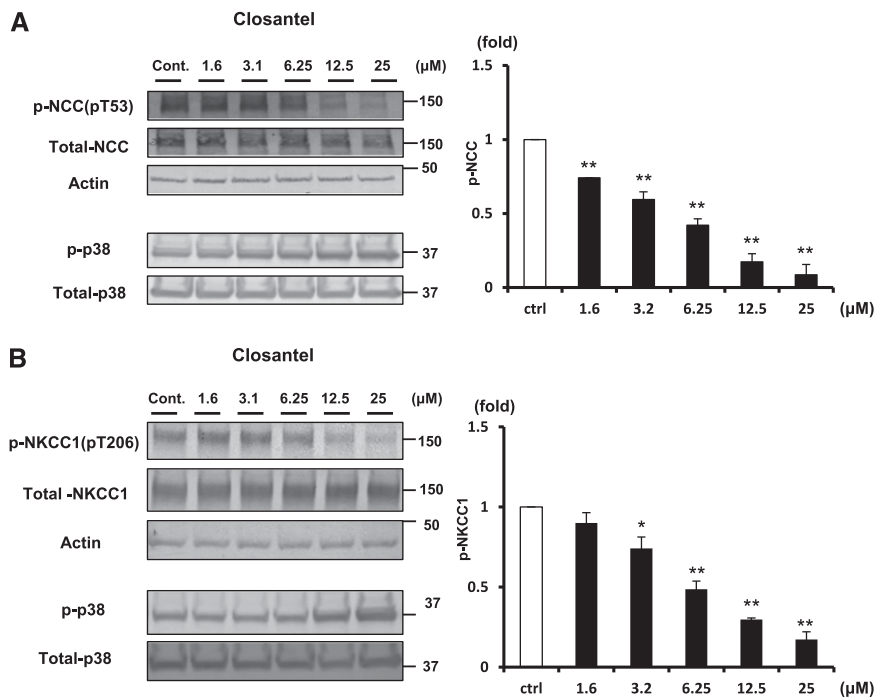 A
Closantel
Cont. 1.6 3.1 6.25 12.5 25 (µM)
p-NCC(pT53)
150
Total-NCC
150
50
Actin
p-p38
37
Total-p38
37
(fold)
1.5
1
0.5
0
p-NCC
** ** ** ** **
ctrl 1.6 3.2 6.25 12.5 25 (µM)
B
Closantel
Cont. 1.6 3.1 6.25 12.5 25 (µM)
p-NKCC1(pT206)
150
Total -NKCC1
150
50
Actin
p-p38
37
Total-p38
37
(fold)
1.5
1
0.5
0
p-NKCC1
* ** ** **
ctrl 1.6 3.2 6.25 12.5 25 (µM)